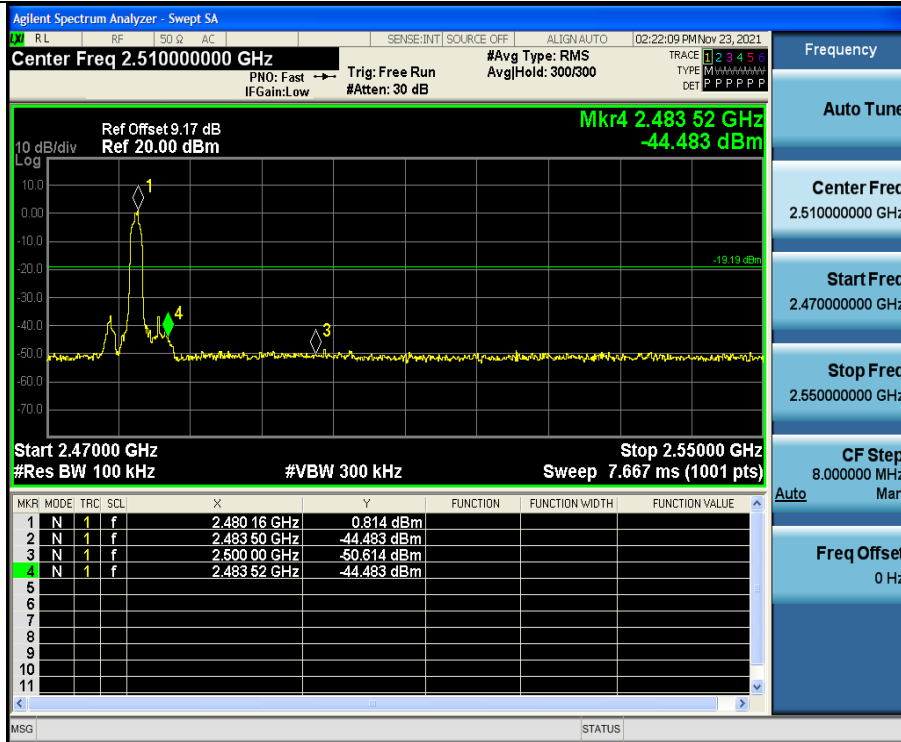 Agilent Spectrum Analyzer - Swept SA
LXI RL RF 50 Ω AC SENSE:INT SOURCE OFF ALIGN AUTO 02:22:09 PM Nov 23, 2021
Center Freq 2.510000000 GHz #Avg Type: RMS TRACE 1 2 3 4 5 6
PNO: Fast Trig: Free Run Avg|Hold: 300/300 TYPE M
IFGain:Low #Atten: 30 dB DET P P P P P P
Mkr4 2.483 52 GHz
-44.483 dBm
Ref Offset 9.17 dB
10 dB/div Ref 20.00 dBm
Log
10.0
0.00
-10.0
-20.0
-30.0
-40.0
-50.0
-60.0
-70.0
1
-19.19 dBm
4
3
Start 2.47000 GHz Stop 2.55000 GHz
#Res BW 100 kHz #VBW 300 kHz Sweep 7.667 ms (1001 pts)
MKR MODE TRC SCL X Y FUNCTION FUNCTION WIDTH FUNCTION VALUE
1 N 1 f 2.480 16 GHz 0.814 dBm
2 N 1 f 2.483 50 GHz -44.483 dBm
3 N 1 f 2.500 00 GHz -50.614 dBm
4 N 1 f 2.483 52 GHz -44.483 dBm
5
6
7
8
9
10
11
MSG STATUS
Frequency
Auto Tune
Center Freq
2.510000000 GHz
Start Freq
2.470000000 GHz
Stop Freq
2.550000000 GHz
CF Step
8.000000 MHz
Auto Man
Freq Offset
0 Hz